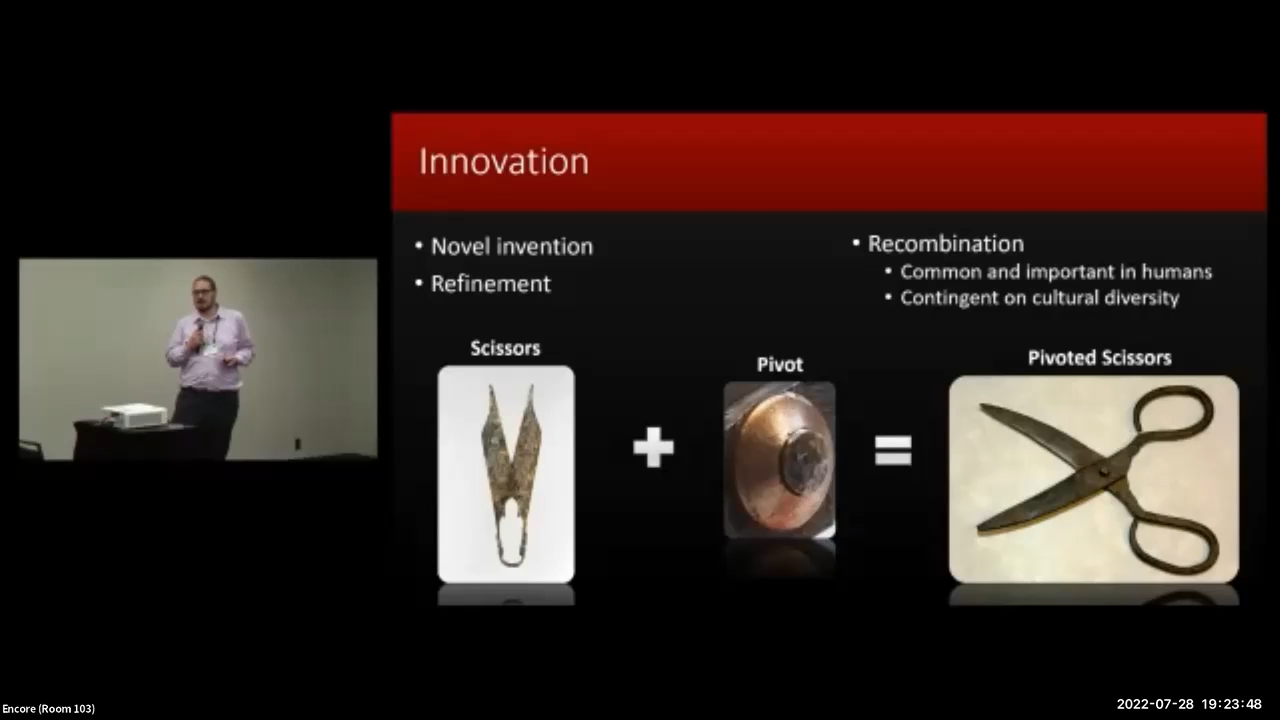 Innovation
• Novel invention
• Refinement
• Recombination
• Common and important in humans
• Contingent on cultural diversity
Scissors
Pivot
Pivoted Scissors
Encore (Room 103)
2022-07-28 19:23:48